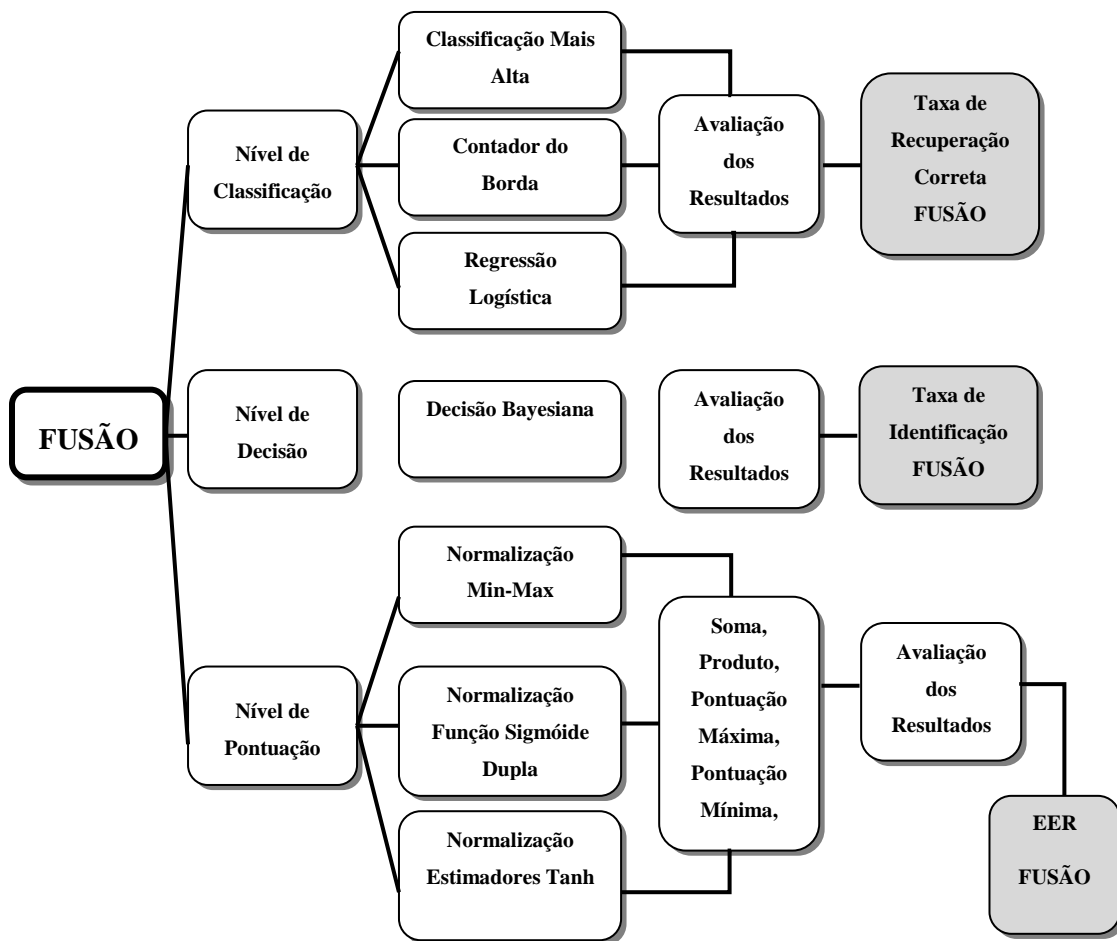 FUSÃO
Nível de
Classificação
Classificação Mais
Alta
Contador do
Borda
Regressão
Logística
Avaliação
dos
Resultados
Taxa de
Recuperação
Correta
FUSÃO
Nível de
Decisão
Decisão Bayesiana
Avaliação
dos
Resultados
Taxa de
Identificação
FUSÃO
Nível de
Pontuação
Normalização
Min-Max
Normalização
Função Sigmóide
Dupla
Normalização
Estimadores Tanh
Soma,
Produto,
Pontuação
Máxima,
Pontuação
Mínima,
Avaliação
dos
Resultados
EER
FUSÃO